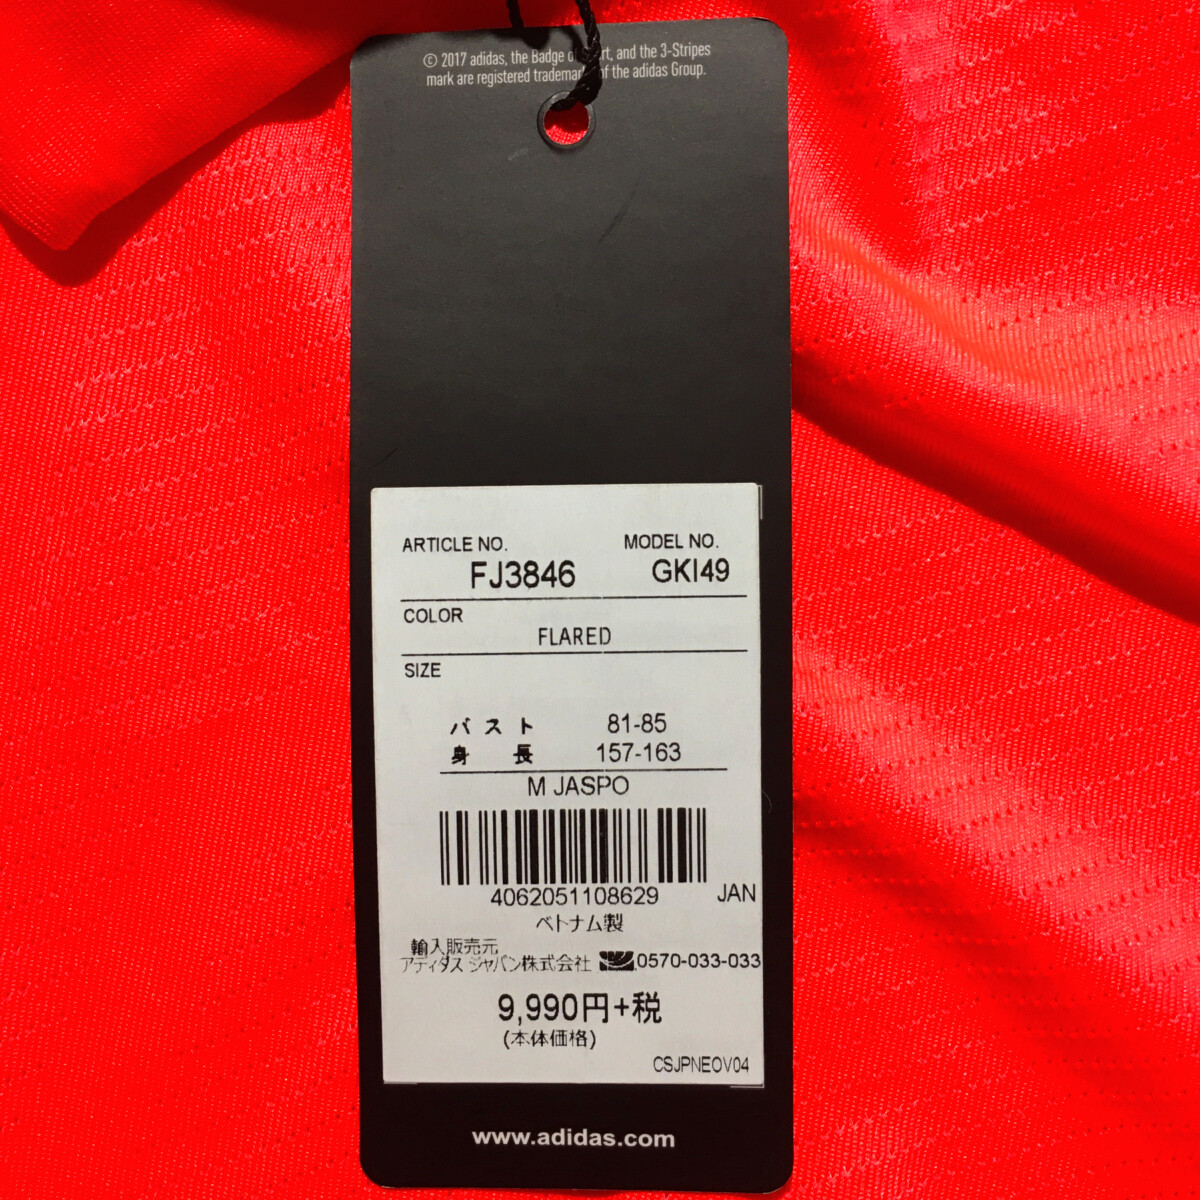 © 2017 adidas, the Badge of Sport, and the 3-Stripes
mark are registered trademarks of the adidas Group.
ARTICLE NO. MODEL NO.
FJ3846 GKI49
COLOR
FLARED
SIZE
バスト 81-85
身長 157-163
M JASPO
4062051108629 JAN
ベトナム製
輸入販売元
アディダス ジャパン株式会社 0570-033-033
9,990円+税
(本体価格)
CSJPNEOV04
www.adidas.com